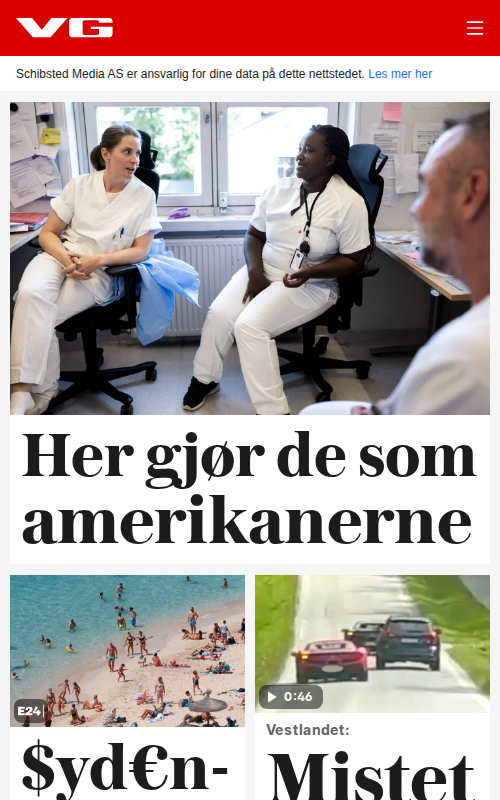 VG
Schibsted Media AS er ansvarlig for dine data på dette nettstedet. Les mer her
Her gjør de som
amerikanerne
E24
$yd€n-
0:46
Vestlandet:
Mistet